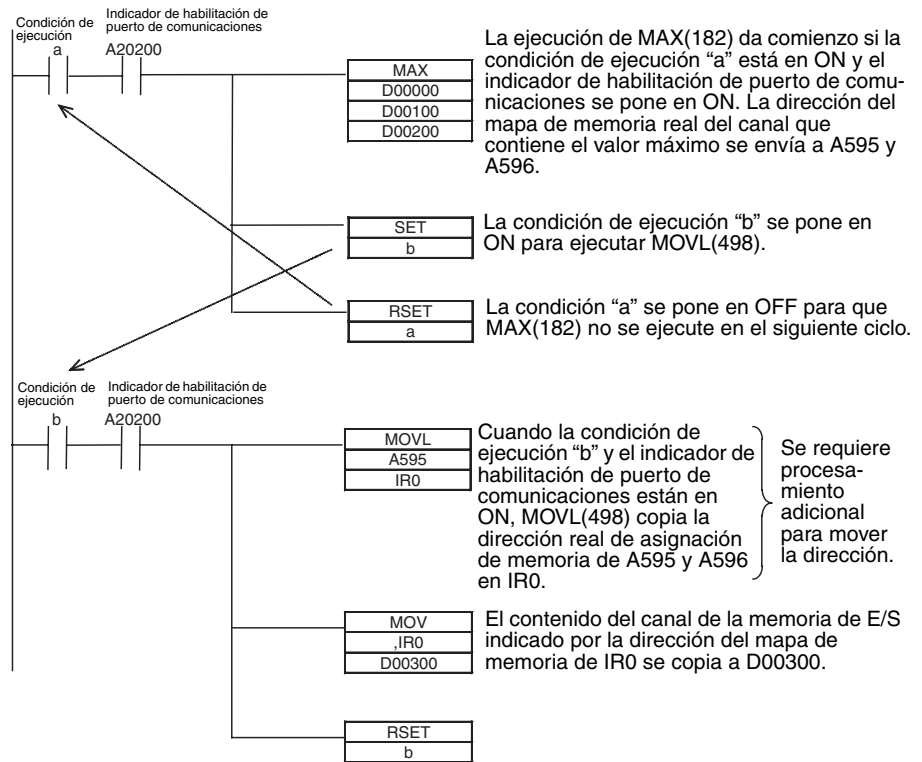 Condición de
ejecución
a
Indicador de habilitación de
puerto de comunicaciones
A20200
MAX
D00000
D00100
D00200
La ejecución de MAX(182) da comienzo si la
condición de ejecución “a” está en ON y el
indicador de habilitación de puerto de comu-
nicaciones se pone en ON. La dirección del
mapa de memoria real del canal que
contiene el valor máximo se envía a A595 y
A596.
SET
b
La condición de ejecución “b” se pone en
ON para ejecutar MOVL(498).
RSET
a
La condición “a” se pone en OFF para que
MAX(182) no se ejecute en el siguiente ciclo.
Condición de
ejecución
b
Indicador de habilitación de
puerto de comunicaciones
A20200
MOVL
A595
IR0
Cuando la condición de
ejecución “b” y el indicador de
habilitación de puerto de
comunicaciones están en
ON, MOVL(498) copia la
dirección real de asignación
de memoria de A595 y A596
en IR0.
Se requiere
procesa-
miento
adicional
para mover
la dirección.
MOV
,IR0
D00300
El contenido del canal de la memoria de E/S
indicado por la dirección del mapa de
memoria de IR0 se copia a D00300.
RSET
b